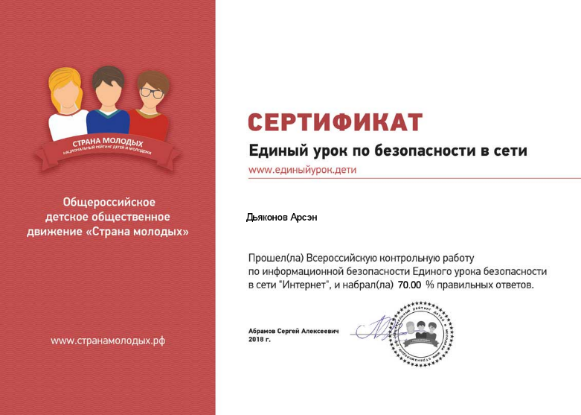 СТРАНА МОЛОДЫХ
Общероссийское
детское общественное
движение «Страна молодых»
www.странамолодых.рф
СЕРТИФИКАТ
Единый урок по безопасности в сети
www.единыйурок.дети
Дьяконов Арсэн
Прошел(ла) Всероссийскую контрольную работу
по информационной безопасности Единого урока безопасности
в сети "Интернет", и набрал(ла) 70.00 % правильных ответов.
Абрамов Сергей Алексеевич
2018 г.